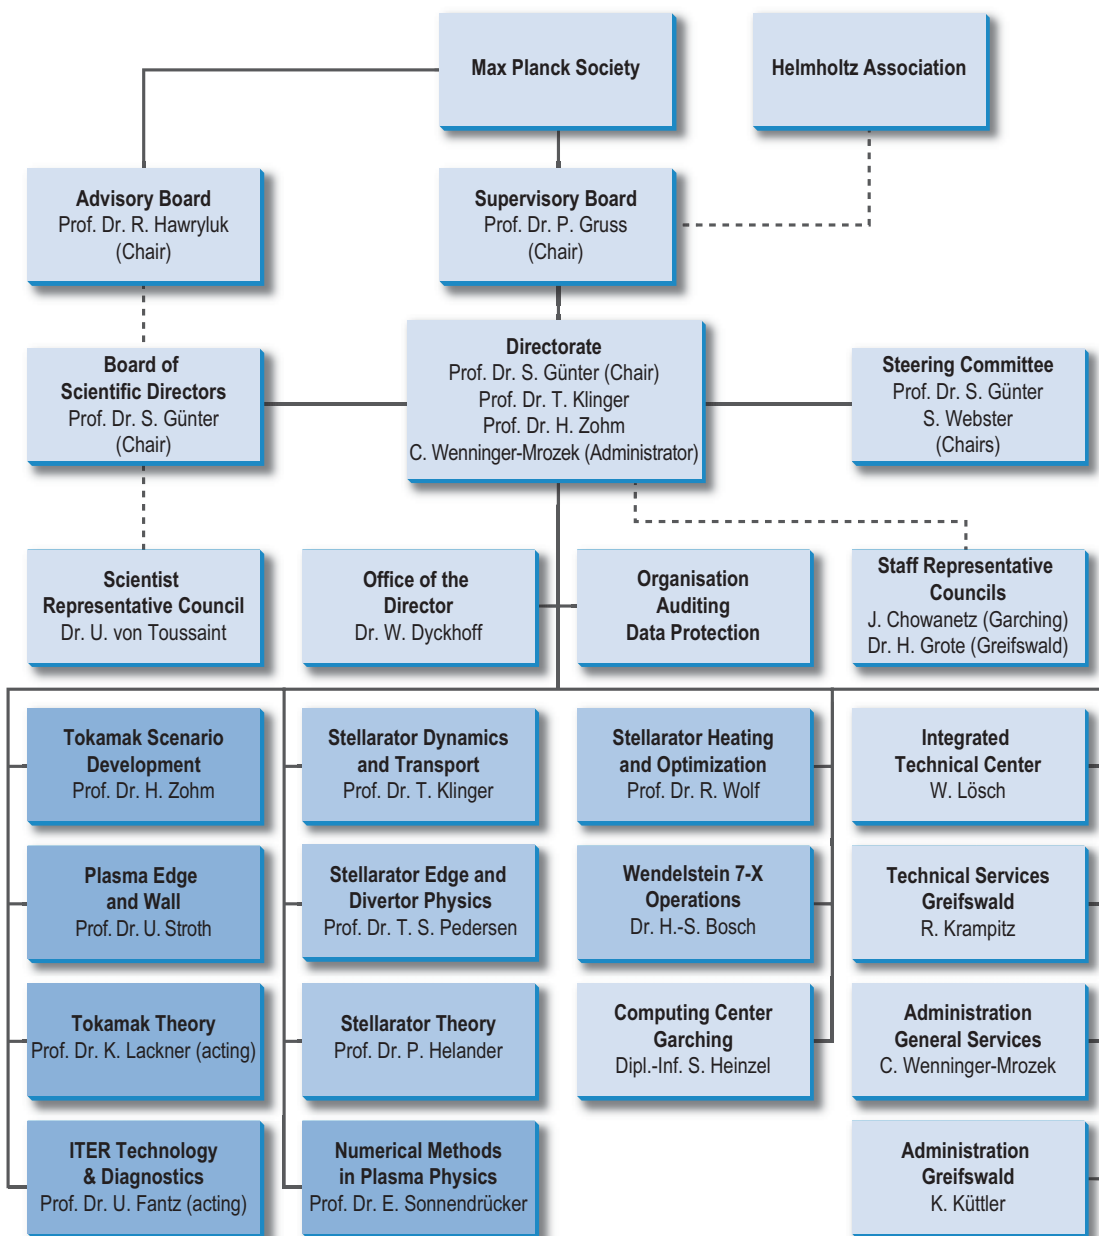 Max Planck Society
Helmholtz Association
Advisory Board
Prof. Dr. R. Hawryluk
(Chair)
Supervisory Board
Prof. Dr. P. Gruss
(Chair)
Board of
Scientific Directors
Prof. Dr. S. Günter
(Chair)
Directorate
Prof. Dr. S. Günter (Chair)
Prof. Dr. T. Klinger
Prof. Dr. H. Zohm
C. Wenninger-Mrozek (Administrator)
Steering Committee
Prof. Dr. S. Günter
S. Webster
(Chairs)
Scientist
Representative Council
Dr. U. von Toussaint
Office of the
Director
Dr. W. Dyckhoff
Organisation
Auditing
Data Protection
Staff Representative
Councils
J. Chowanetz (Garching)
Dr. H. Grote (Greifswald)
Tokamak Scenario
Development
Prof. Dr. H. Zohm
Stellarator Dynamics
and Transport
Prof. Dr. T. Klinger
Stellarator Heating
and Optimization
Prof. Dr. R. Wolf
Integrated
Technical Center
W. Lösch
Plasma Edge
and Wall
Prof. Dr. U. Stroth
Stellarator Edge and
Divertor Physics
Prof. Dr. T. S. Pedersen
Wendelstein 7-X
Operations
Dr. H.-S. Bosch
Technical Services
Greifswald
R. Krampitz
Tokamak Theory
Prof. Dr. K. Lackner (acting)
Stellarator Theory
Prof. Dr. P. Helander
Computing Center
Garching
Dipl.-Inf. S. Heinzel
Administration
General Services
C. Wenninger-Mrozek
ITER Technology
& Diagnostics
Prof. Dr. U. Fantz (acting)
Numerical Methods
in Plasma Physics
Prof. Dr. E. Sonnendrücker
Administration
Greifswald
K. Küttler